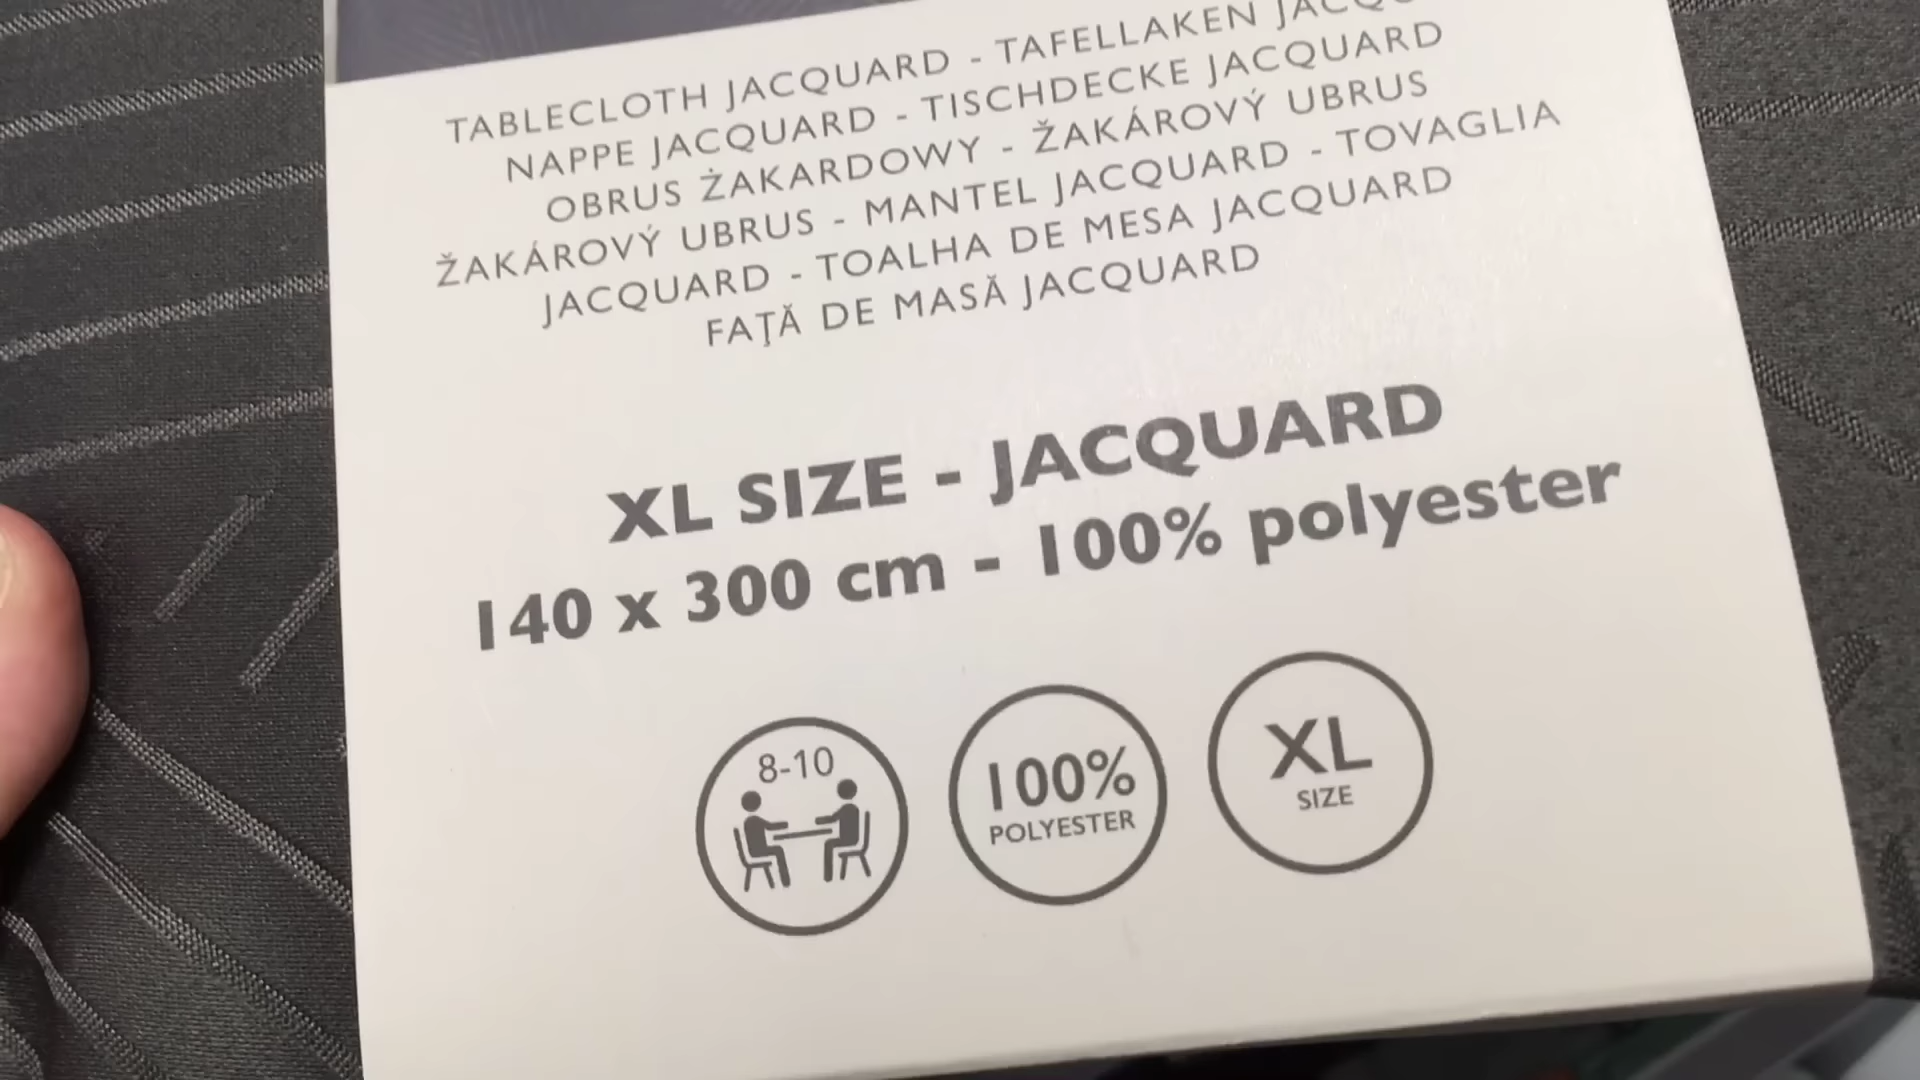 TABLECLOTH JACQUARD - TAFELLAKEN
NAPPE JACQUARD - TISCHDECKE JACQUARD
OBRUS ŻAKARDOWY - ŽAKÁROVÝ UBRUS
ŽAKÁROVÝ UBRUS - MANTEL JACQUARD - TOVAGLIA
JACQUARD - TOALHA DE MESA JACQUARD
FAŢĂ DE MASĂ JACQUARD
XL SIZE - JACQUARD
140 x 300 cm - 100% polyester
8-10
100%
POLYESTER
XL
SIZE